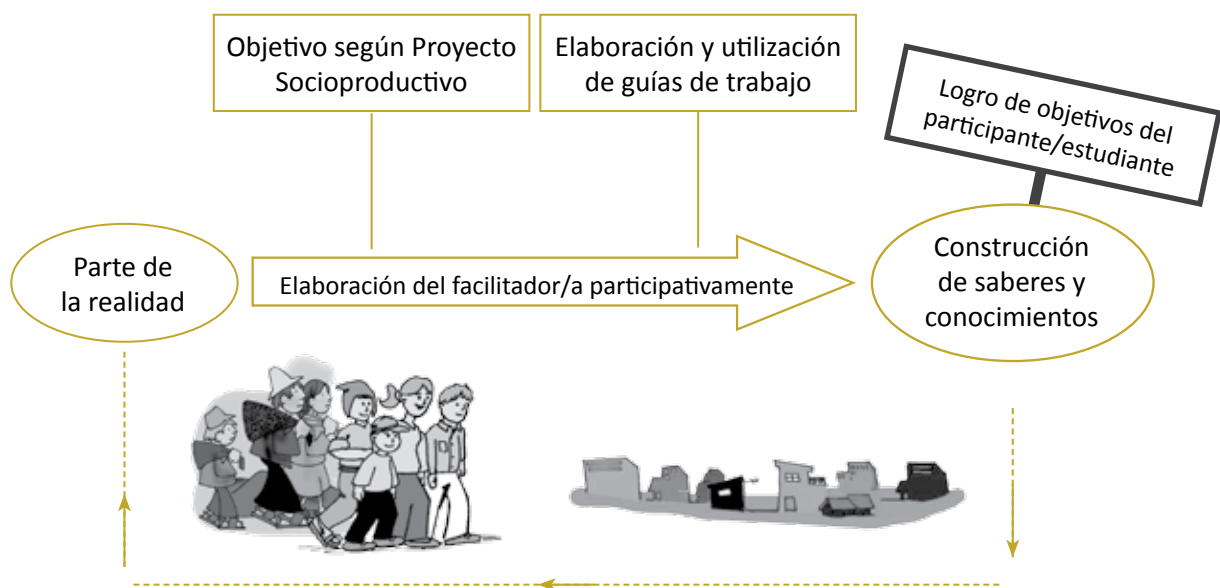 Objetivo según Proyecto
Socioproductivo
Elaboración y utilización
de guías de trabajo
Logro de objetivos del
participante/estudiante
Parte de
la realidad
Elaboración del facilitador/a participativamente
Construcción
de saberes y
conocimientos